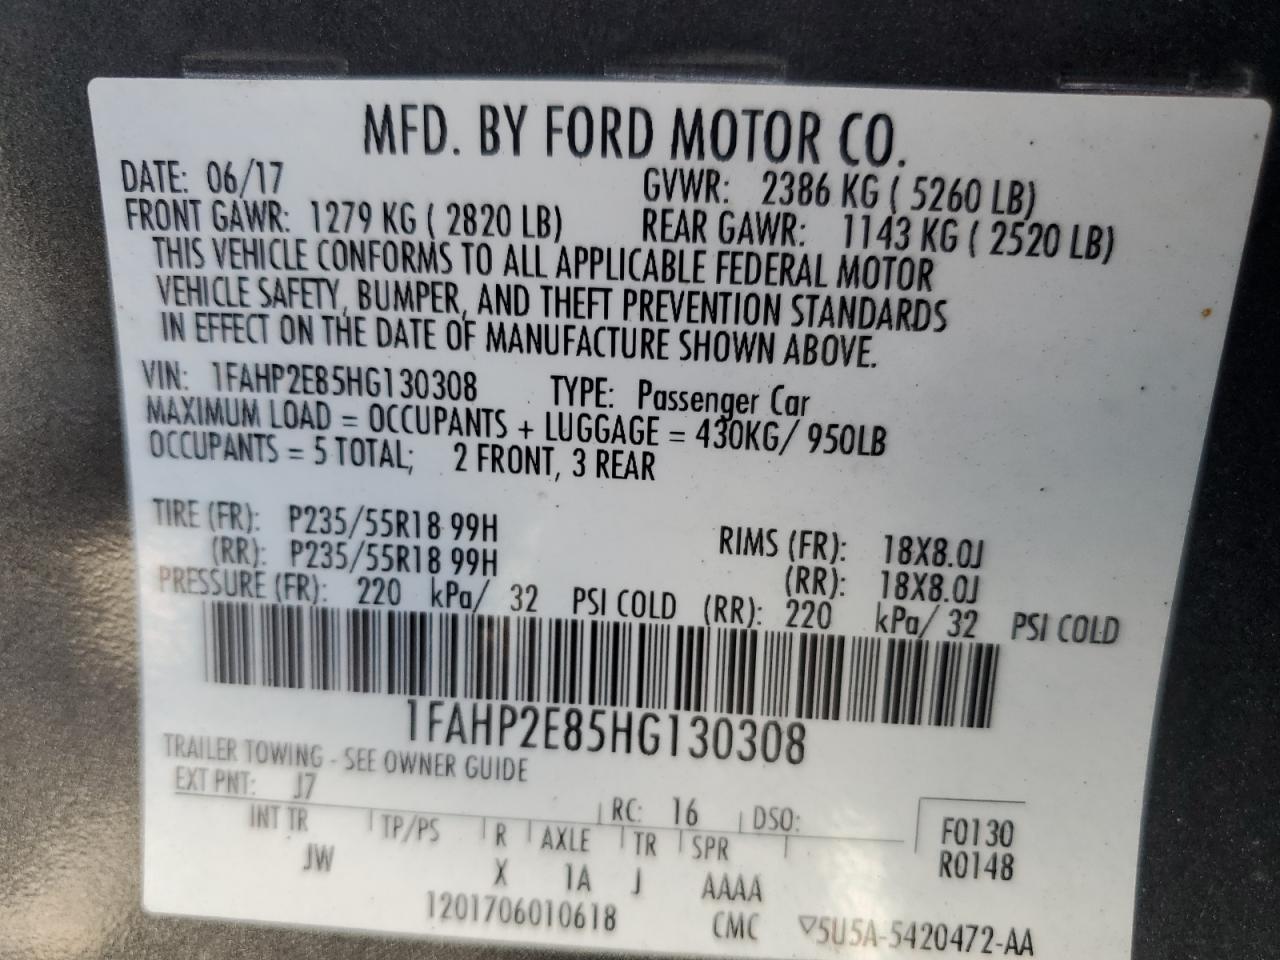 MFD. BY FORD MOTOR CO.
DATE: 06/17 GVWR: 2386 KG ( 5260 LB)
FRONT GAWR: 1279 KG ( 2820 LB) REAR GAWR: 1143 KG ( 2520 LB)
THIS VEHICLE CONFORMS TO ALL APPLICABLE FEDERAL MOTOR
VEHICLE SAFETY, BUMPER, AND THEFT PREVENTION STANDARDS
IN EFFECT ON THE DATE OF MANUFACTURE SHOWN ABOVE.
VIN: 1FAHP2E85HG130308 TYPE: Passenger Car
MAXIMUM LOAD = OCCUPANTS + LUGGAGE = 430KG/ 950LB
OCCUPANTS = 5 TOTAL; 2 FRONT, 3 REAR
TIRE (FR): P235/55R18 99H RIMS (FR): 18X8.0J
(RR): P235/55R18 99H (RR): 18X8.0J
PRESSURE (FR): 220 kPa/ 32 PSI COLD (RR): 220 kPa/ 32 PSI COLD
1FAHP2E85HG130308
TRAILER TOWING - SEE OWNER GUIDE
EXT PNT: J7 RC: 16 DSO:
INT TR TP/PS R AXLE TR SPR F0130
JW X 1A J AAAA R0148
1201706010618 CMC ▽5U5A-5420472-AA